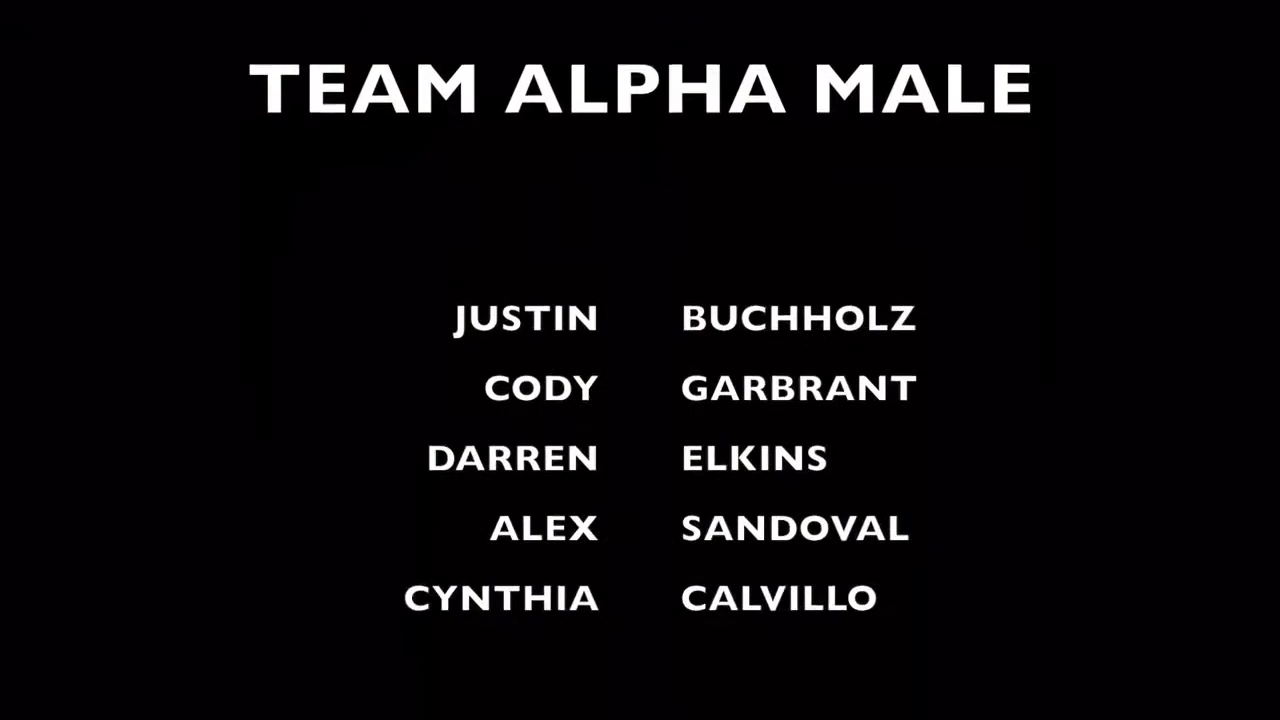 TEAM ALPHA MALE
JUSTIN BUCHHOLZ
CODY GARBRANT
DARREN ELKINS
ALEX SANDOVAL
CYNTHIA CALVILLO